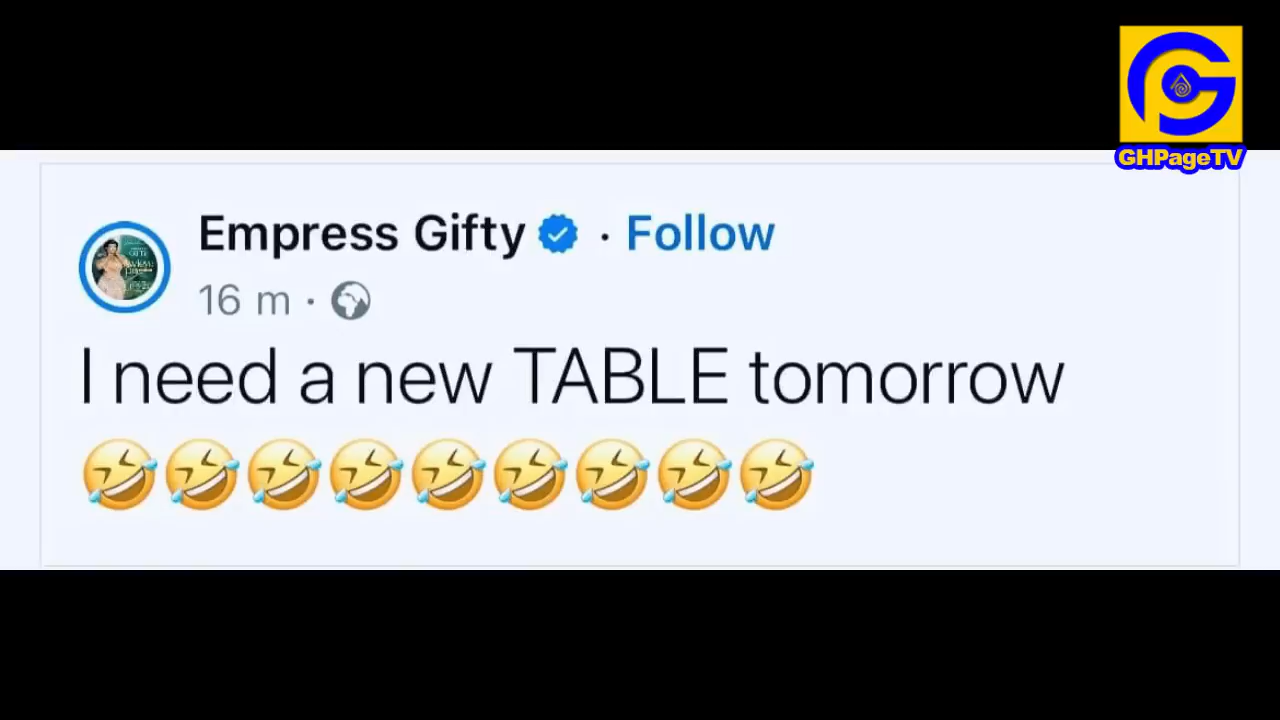 GHPageTV
Empress Gifty · Follow
16 m ·
I need a new TABLE tomorrow
🤣🤣🤣🤣🤣🤣🤣🤣🤣